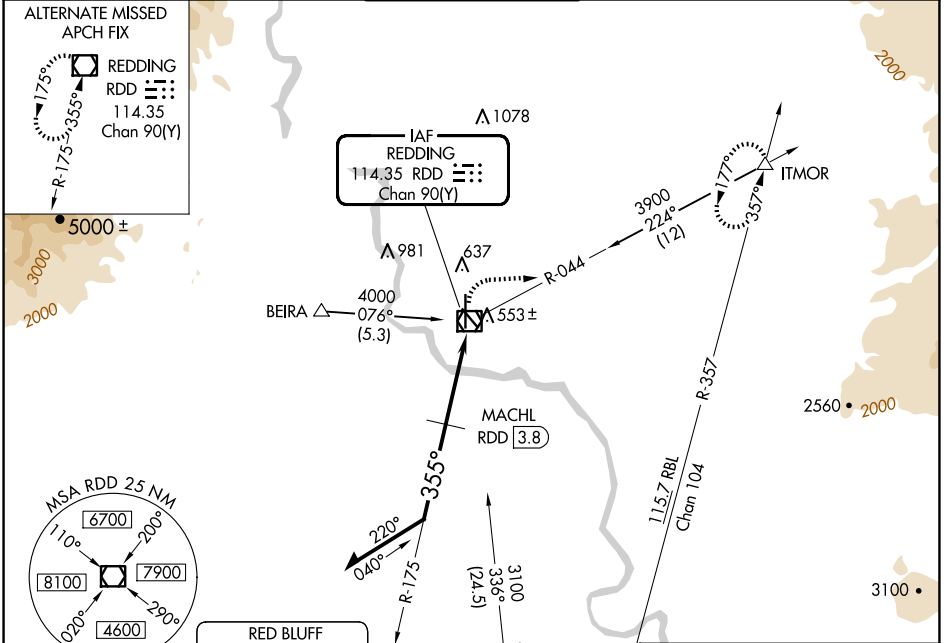 ALTERNATE MISSED
APCH FIX
REDDING
RDD
114.35
Chan 90(Y)
175°
355°
R-175
5000 ±
3000
2000
2000
1078
IAF
REDDING
114.35 RDD
Chan 90(Y)
981
637
553 ±
BEIRA
4000
076°
(5.3)
3900
224°
(12)
R-044
177°
357°
ITMOR
R-357
115.7 RBL
Chan 104
MACHL
RDD 3.8
355°
220°
040°
R-175
3100
336°
(24.5)
2560
2000
3100
MSA RDD 25 NM
6700
110°
200°
8100
7900
020°
290°
4600
RED BLUFF